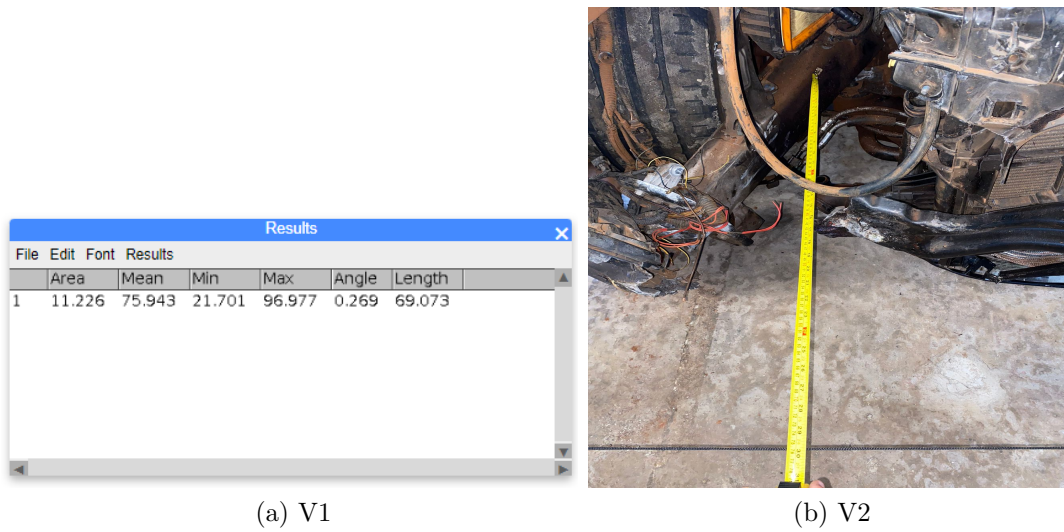 Results
File Edit Font Results
Area Mean Min Max Angle Length
1 11.226 75.943 21.701 96.977 0.269 69.073
(a) V1
(b) V2